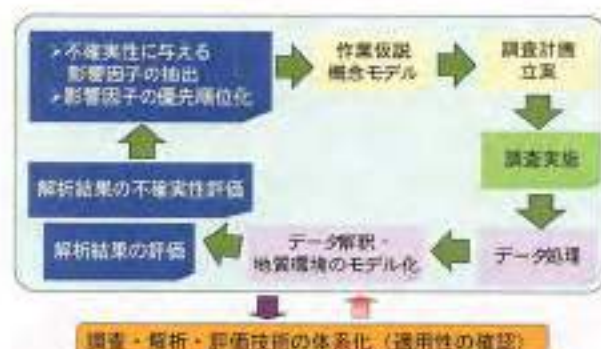 ➢不確実性に与える
影響因子の抽出
➢影響因子の優先順位化
作業仮説
概念モデル
調査計画
立案
調査実施
データ処理
データ解釈・
地質環境のモデル化
解析結果の評価
解析結果の不確実性評価
調査・解析・評価技術の体系化（適用性の確認）